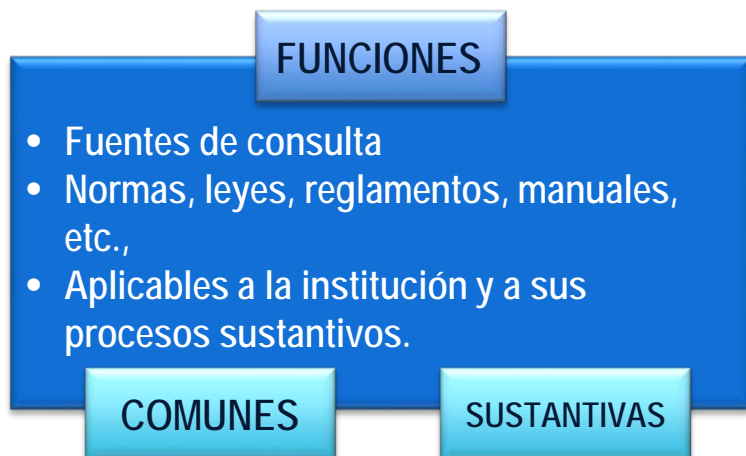 FUNCIONES
• Fuentes de consulta
• Normas, leyes, reglamentos, manuales,
etc.,
• Aplicables a la institución y a sus
procesos sustantivos.
COMUNES
SUSTANTIVAS